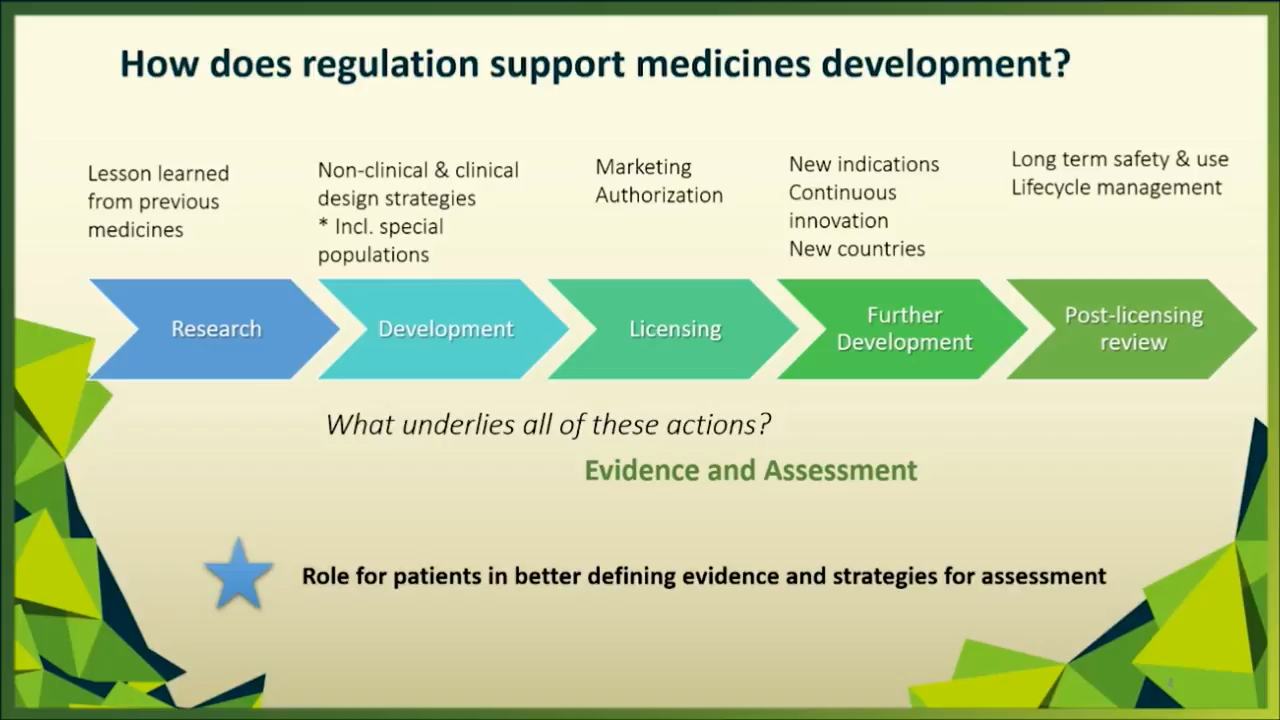 How does regulation support medicines development?
Lesson learned
from previous
medicines
Non-clinical & clinical
design strategies
* Incl. special
populations
Marketing
Authorization
New indications
Continuous
innovation
New countries
Long term safety & use
Lifecycle management
Research
Development
Licensing
Further
Development
Post-licensing
review
What underlies all of these actions?
Evidence and Assessment
Role for patients in better defining evidence and strategies for assessment